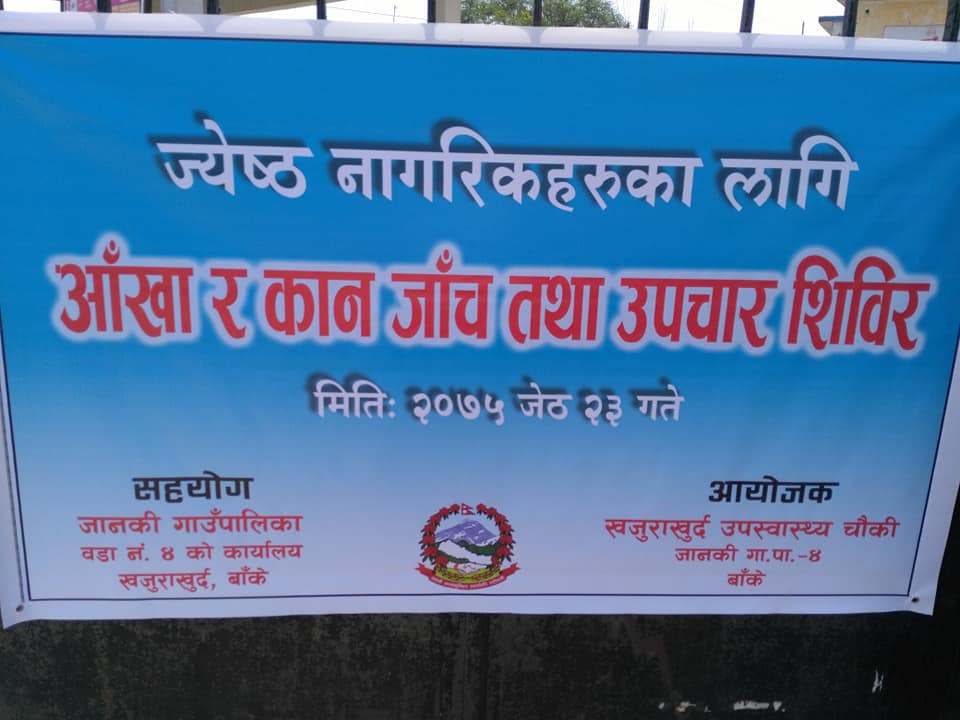 ज्येष्ठ नागरिकहरुका लागि
आँखा र कान जाँच तथा उपचार शिविर
मितिः २०७५ जेठ २३ गते
सहयोग
जानकी गाउँपालिका
वडा नं. ४ को कार्यालय
खजुराखुर्द, बाँके
आयोजक
खजुराखुर्द उपस्वास्थ्य चौकी
जानकी गा.पा.-४
बाँके